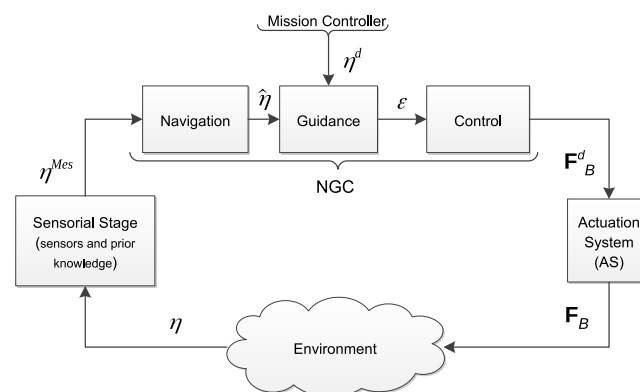 Mission Controller
η^d
Navigation
η̂
Guidance
ε
Control
η^Mes
NGC
F^d_B
Sensorial Stage
(sensors and prior
knowledge)
Actuation
System
(AS)
η
Environment
F_B